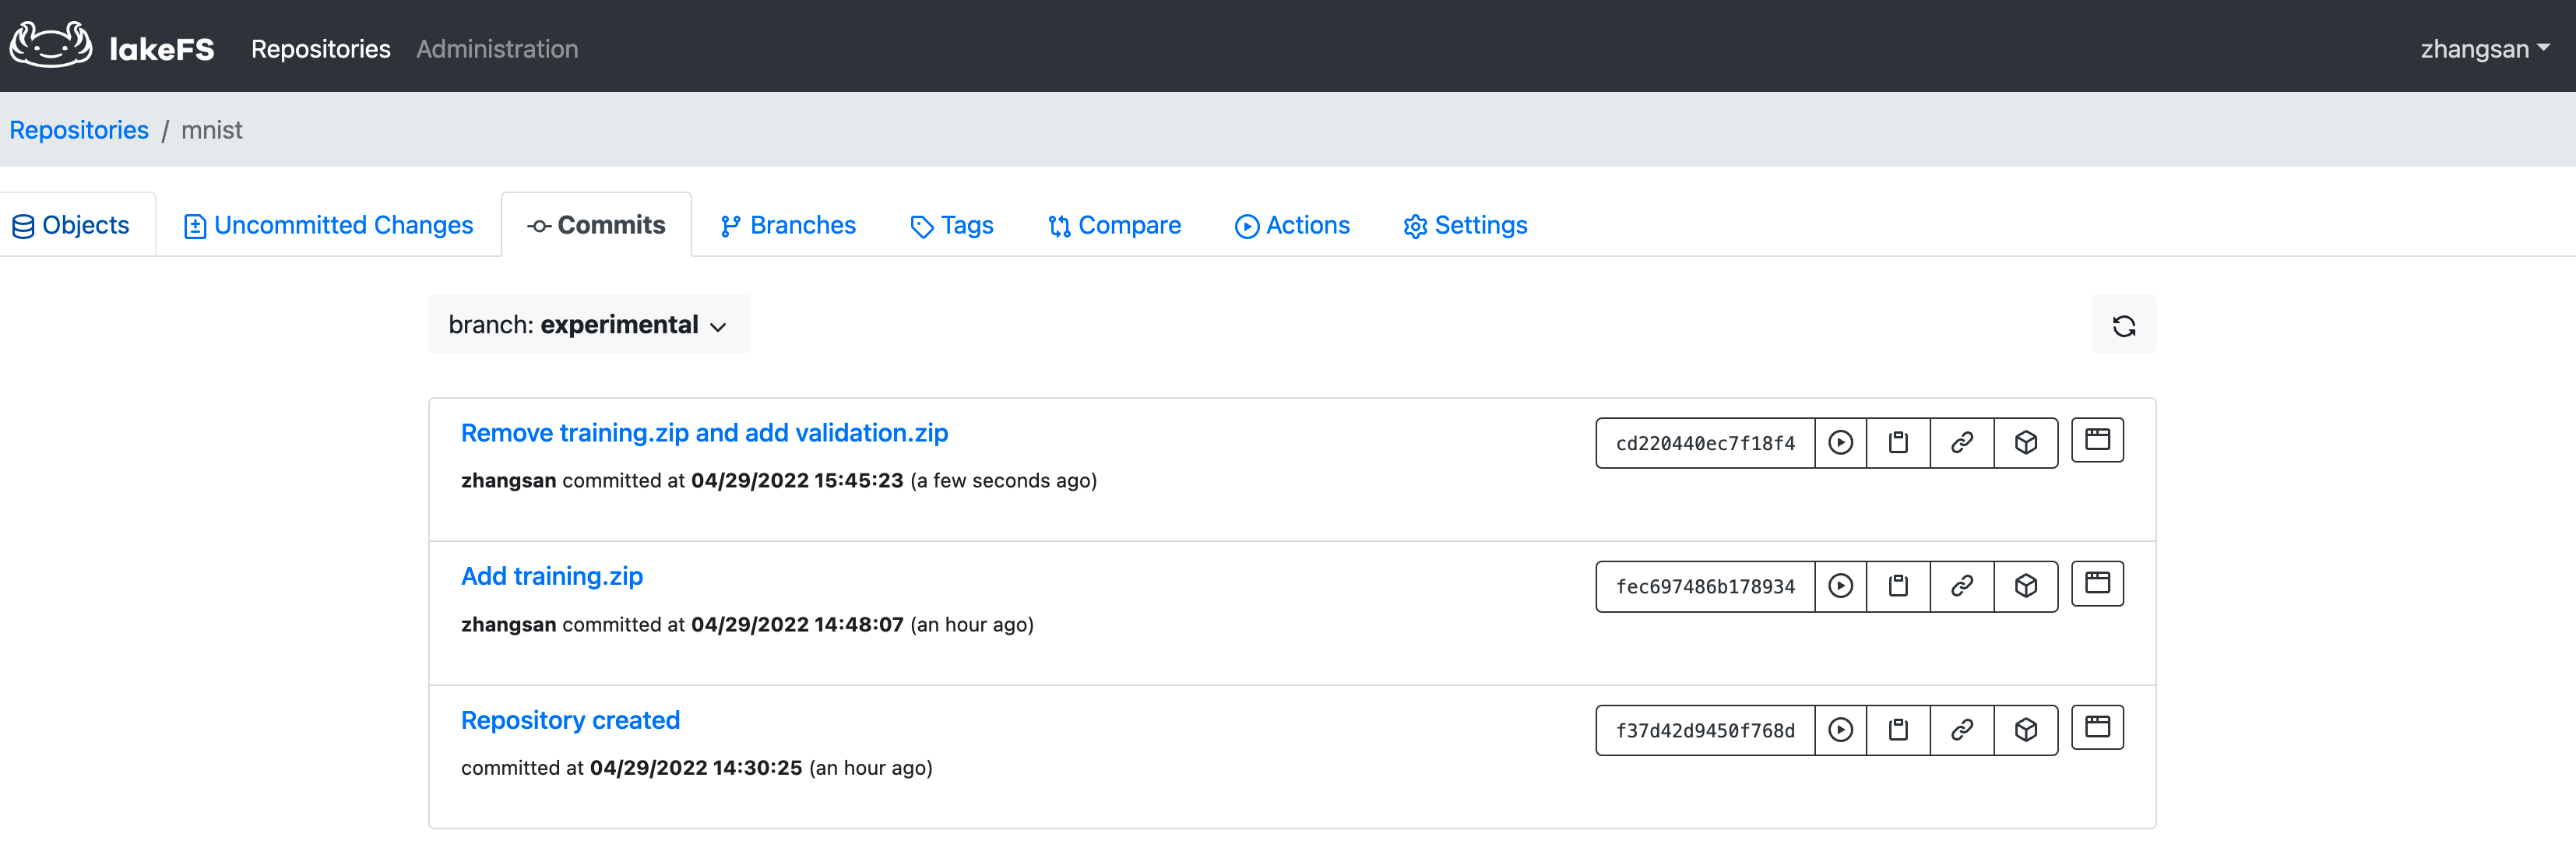 lakeFS Repositories Administration zhangsan
Repositories / mnist
Objects Uncommitted Changes Commits Branches Tags Compare Actions Settings
branch: experimental
Remove training.zip and add validation.zip cd220440ec7f18f4
zhangsan committed at 04/29/2022 15:45:23 (a few seconds ago)
Add training.zip fec697486b178934
zhangsan committed at 04/29/2022 14:48:07 (an hour ago)
Repository created f37d42d9450f768d
committed at 04/29/2022 14:30:25 (an hour ago)